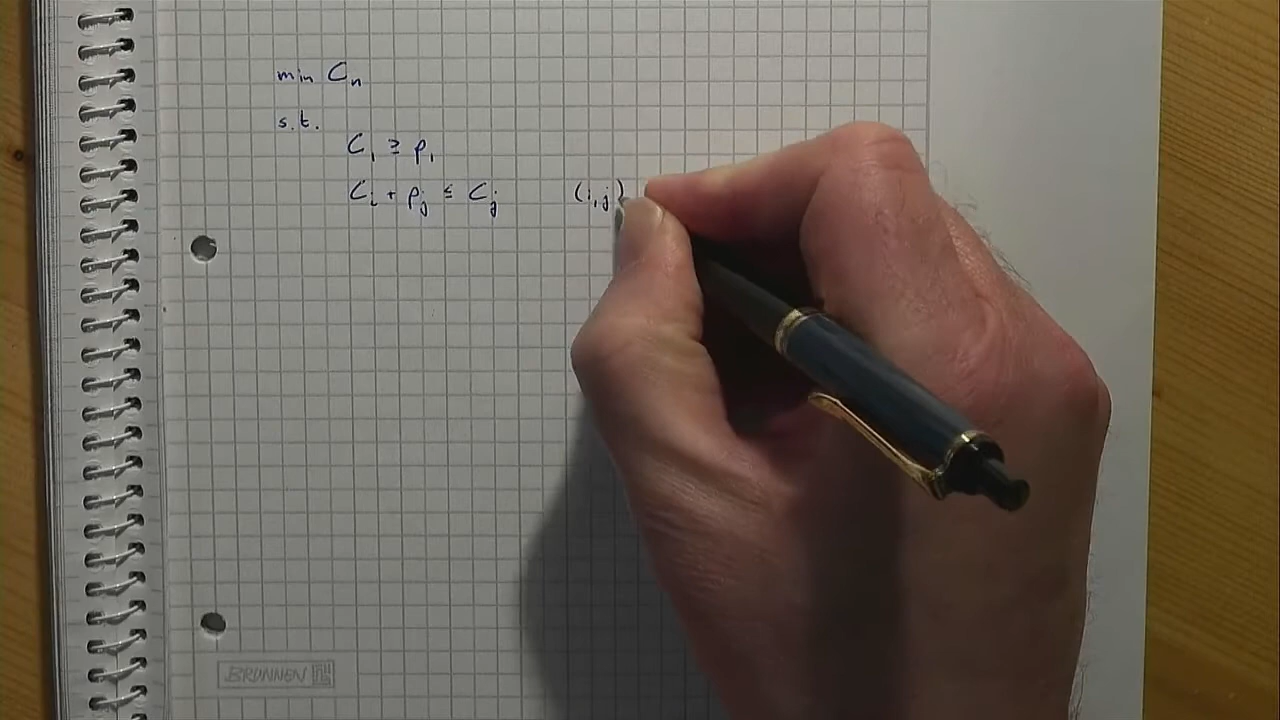 min Cₙ
s.t.
C₁ ≥ p₁
Cᵢ + pⱼ ≤ Cⱼ (i,j)
BRUNNEN